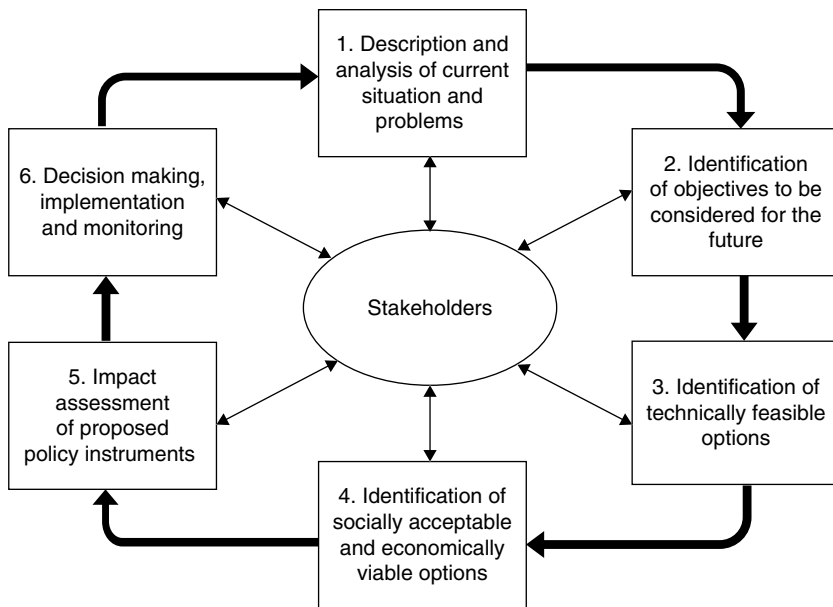 1. Description and
analysis of current
situation and
problems
2. Identification
of objectives to be
considered for the
future
3. Identification of
technically feasible
options
4. Identification of
socially acceptable
and economically
viable options
5. Impact
assessment
of proposed
policy instruments
6. Decision making,
implementation
and monitoring
Stakeholders